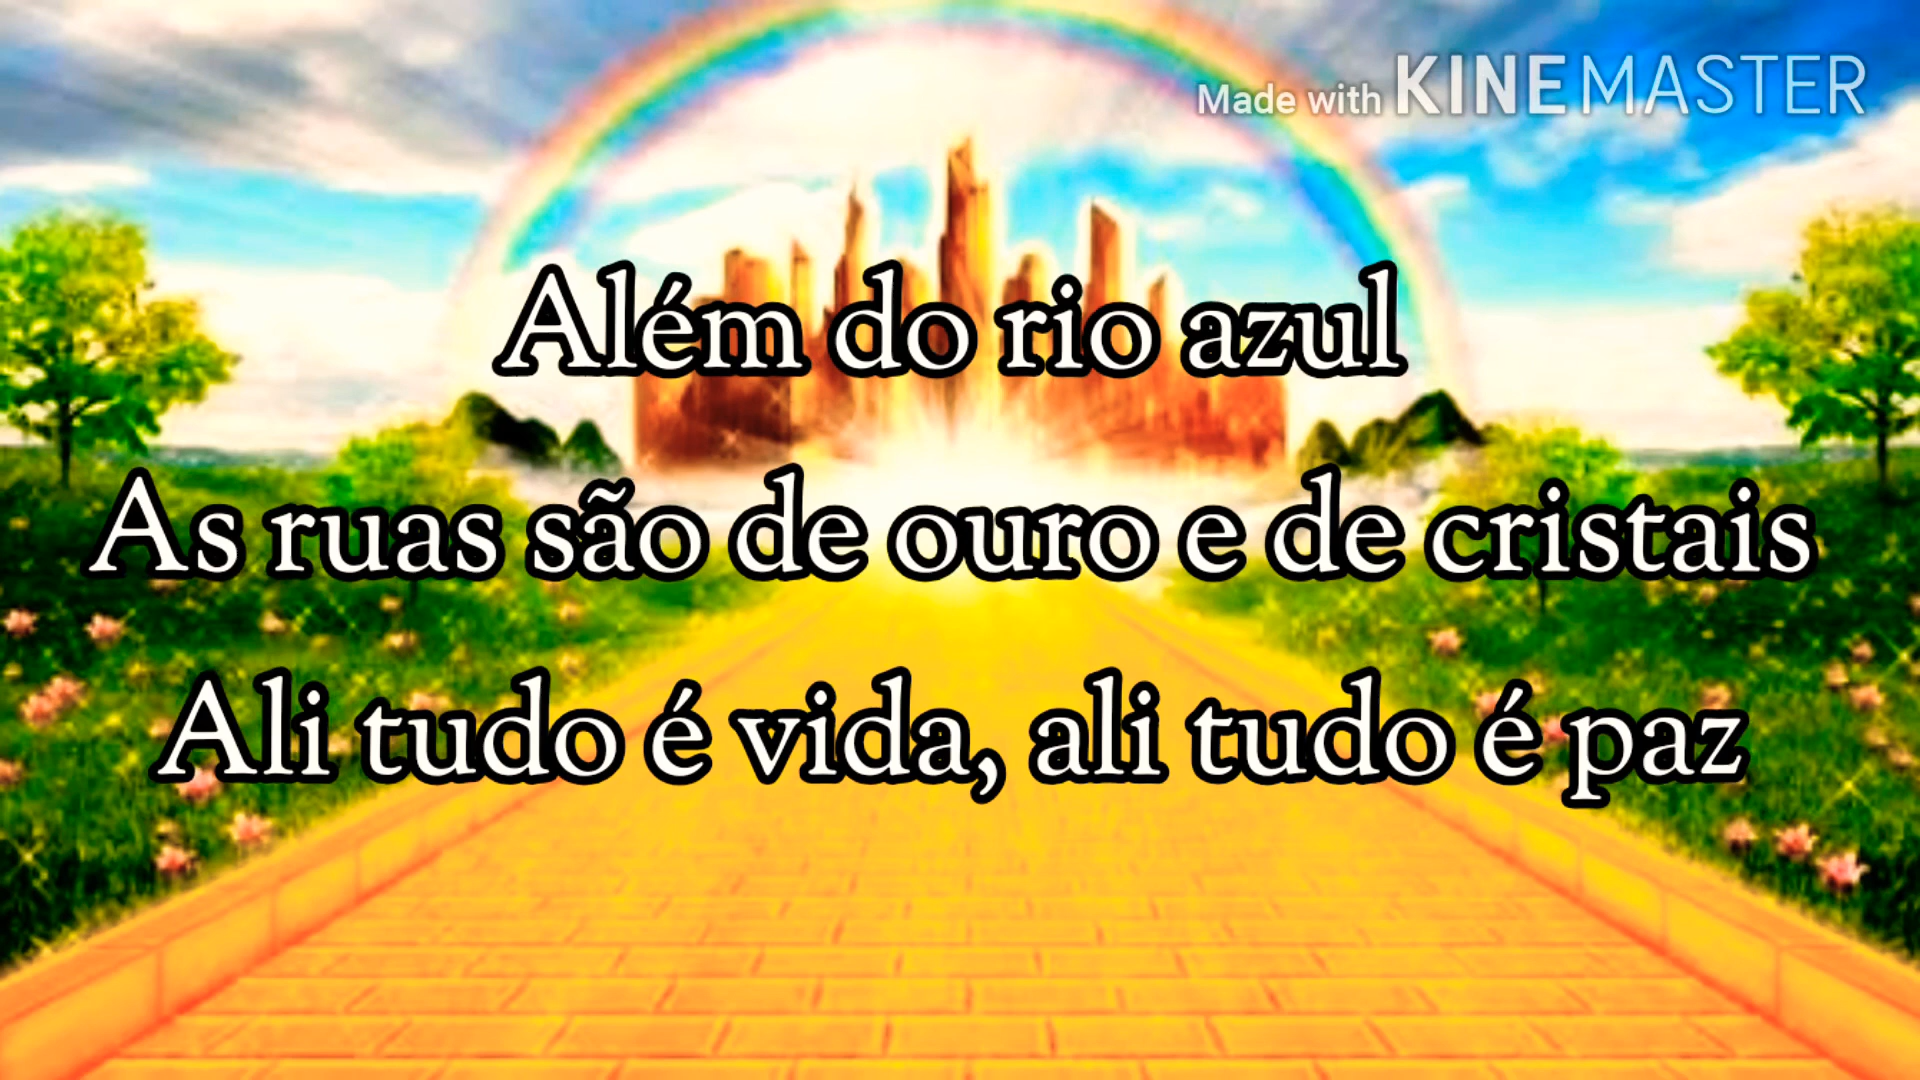 Made with KINEMASTER
Além do rio azul
As ruas são de ouro e de cristais
Ali tudo é vida, ali tudo é paz